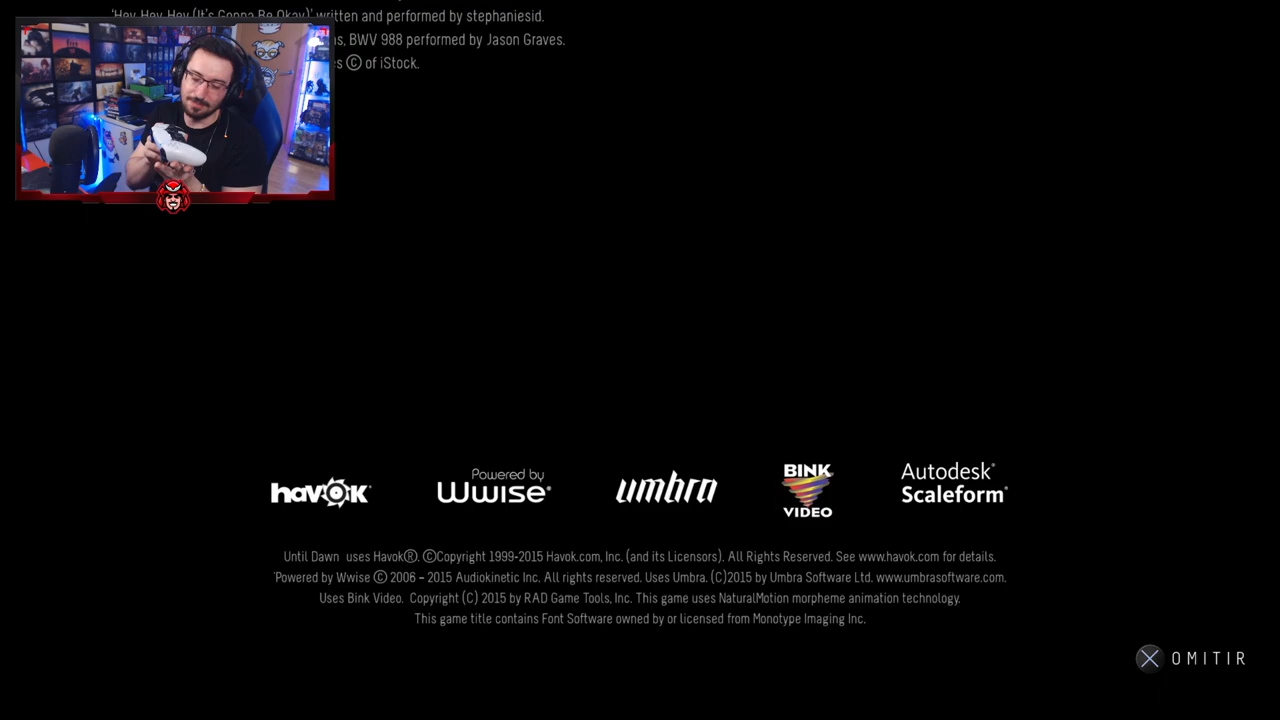 'Hey Hey Hey (It's Gonna Be Okay)' written and performed by stephaniesid.
BWV 988 performed by Jason Graves.
© of iStock.
havok
Powered by
Wwise®
umbra
BINK
VIDEO
Autodesk®
Scaleform®
Until Dawn uses Havok®. ©Copyright 1999-2015 Havok.com, Inc. (and its Licensors). All Rights Reserved. See www.havok.com for details.
'Powered by Wwise © 2006 - 2015 Audiokinetic Inc. All rights reserved. Uses Umbra. (C)2015 by Umbra Software Ltd. www.umbrasoftware.com.
Uses Bink Video. Copyright (C) 2015 by RAD Game Tools, Inc. This game uses NaturalMotion morpheme animation technology.
This game title contains Font Software owned by or licensed from Monotype Imaging Inc.
OMITIR